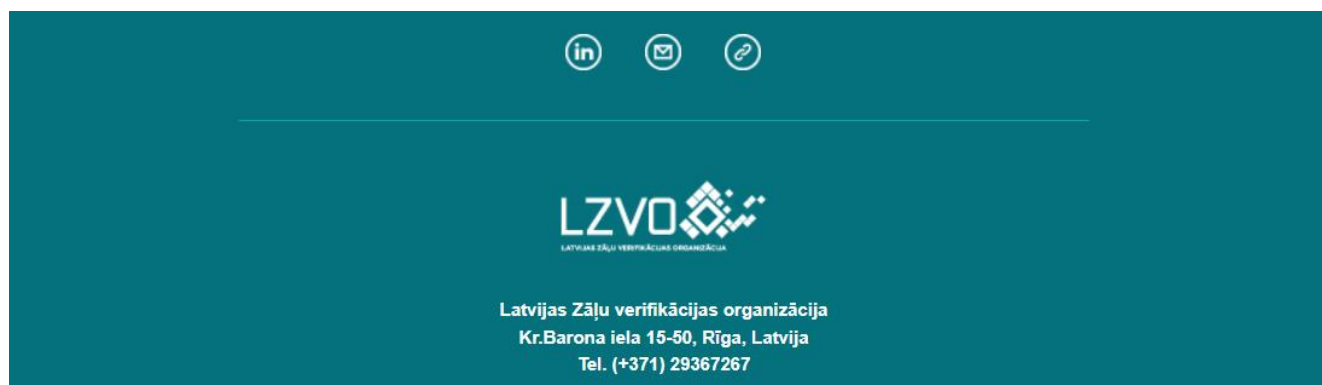 in
LZVO
LATVIJAS ZĀĻU VERIFIKĀCIJAS ORGANIZĀCIJA
Latvijas Zāļu verifikācijas organizācija
Kr.Barona iela 15-50, Rīga, Latvija
Tel. (+371) 29367267